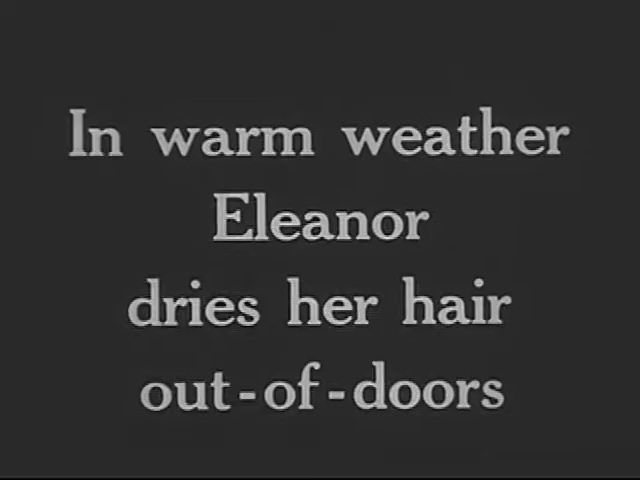 In warm weather
Eleanor
dries her hair
out-of-doors